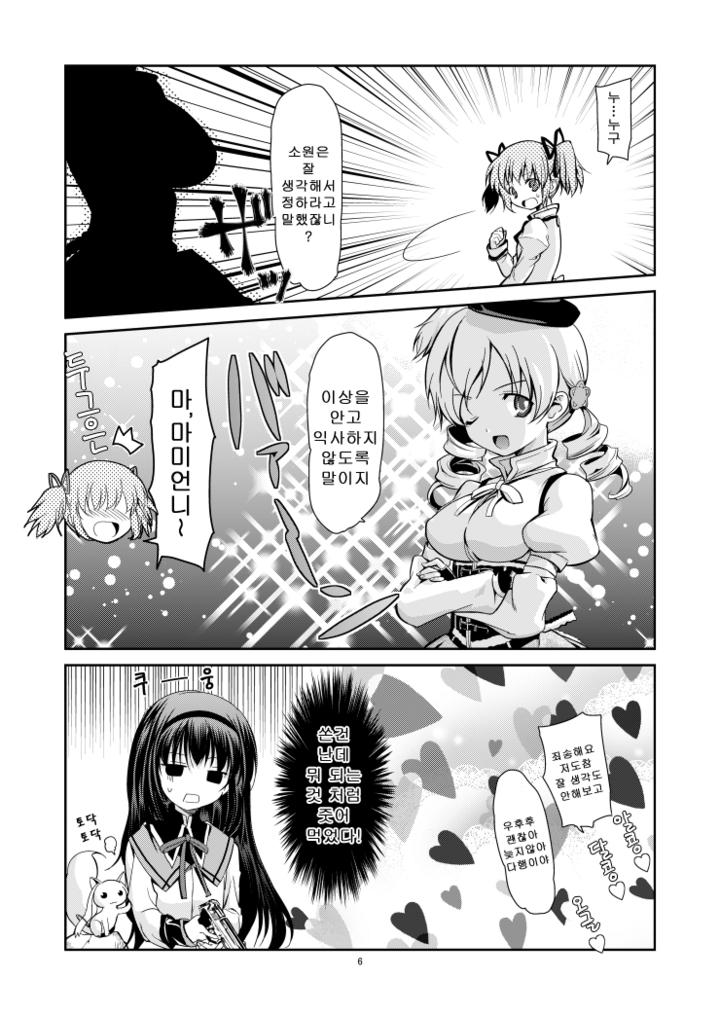 누…누구
소원은
잘
생각해서
정하라고
말했잖니
?
이상을
안고
익사하지
않도록
말이지
마, 마미언니~
두근은
쿠ー웅
쏜건
난데
뭐 되는
것 처럼
줏어
먹었다!
죄송해요
저도참
잘 생각도
안해보고
우후후
괜찮아
늦지않아
다행이야
토닥
토닥
6